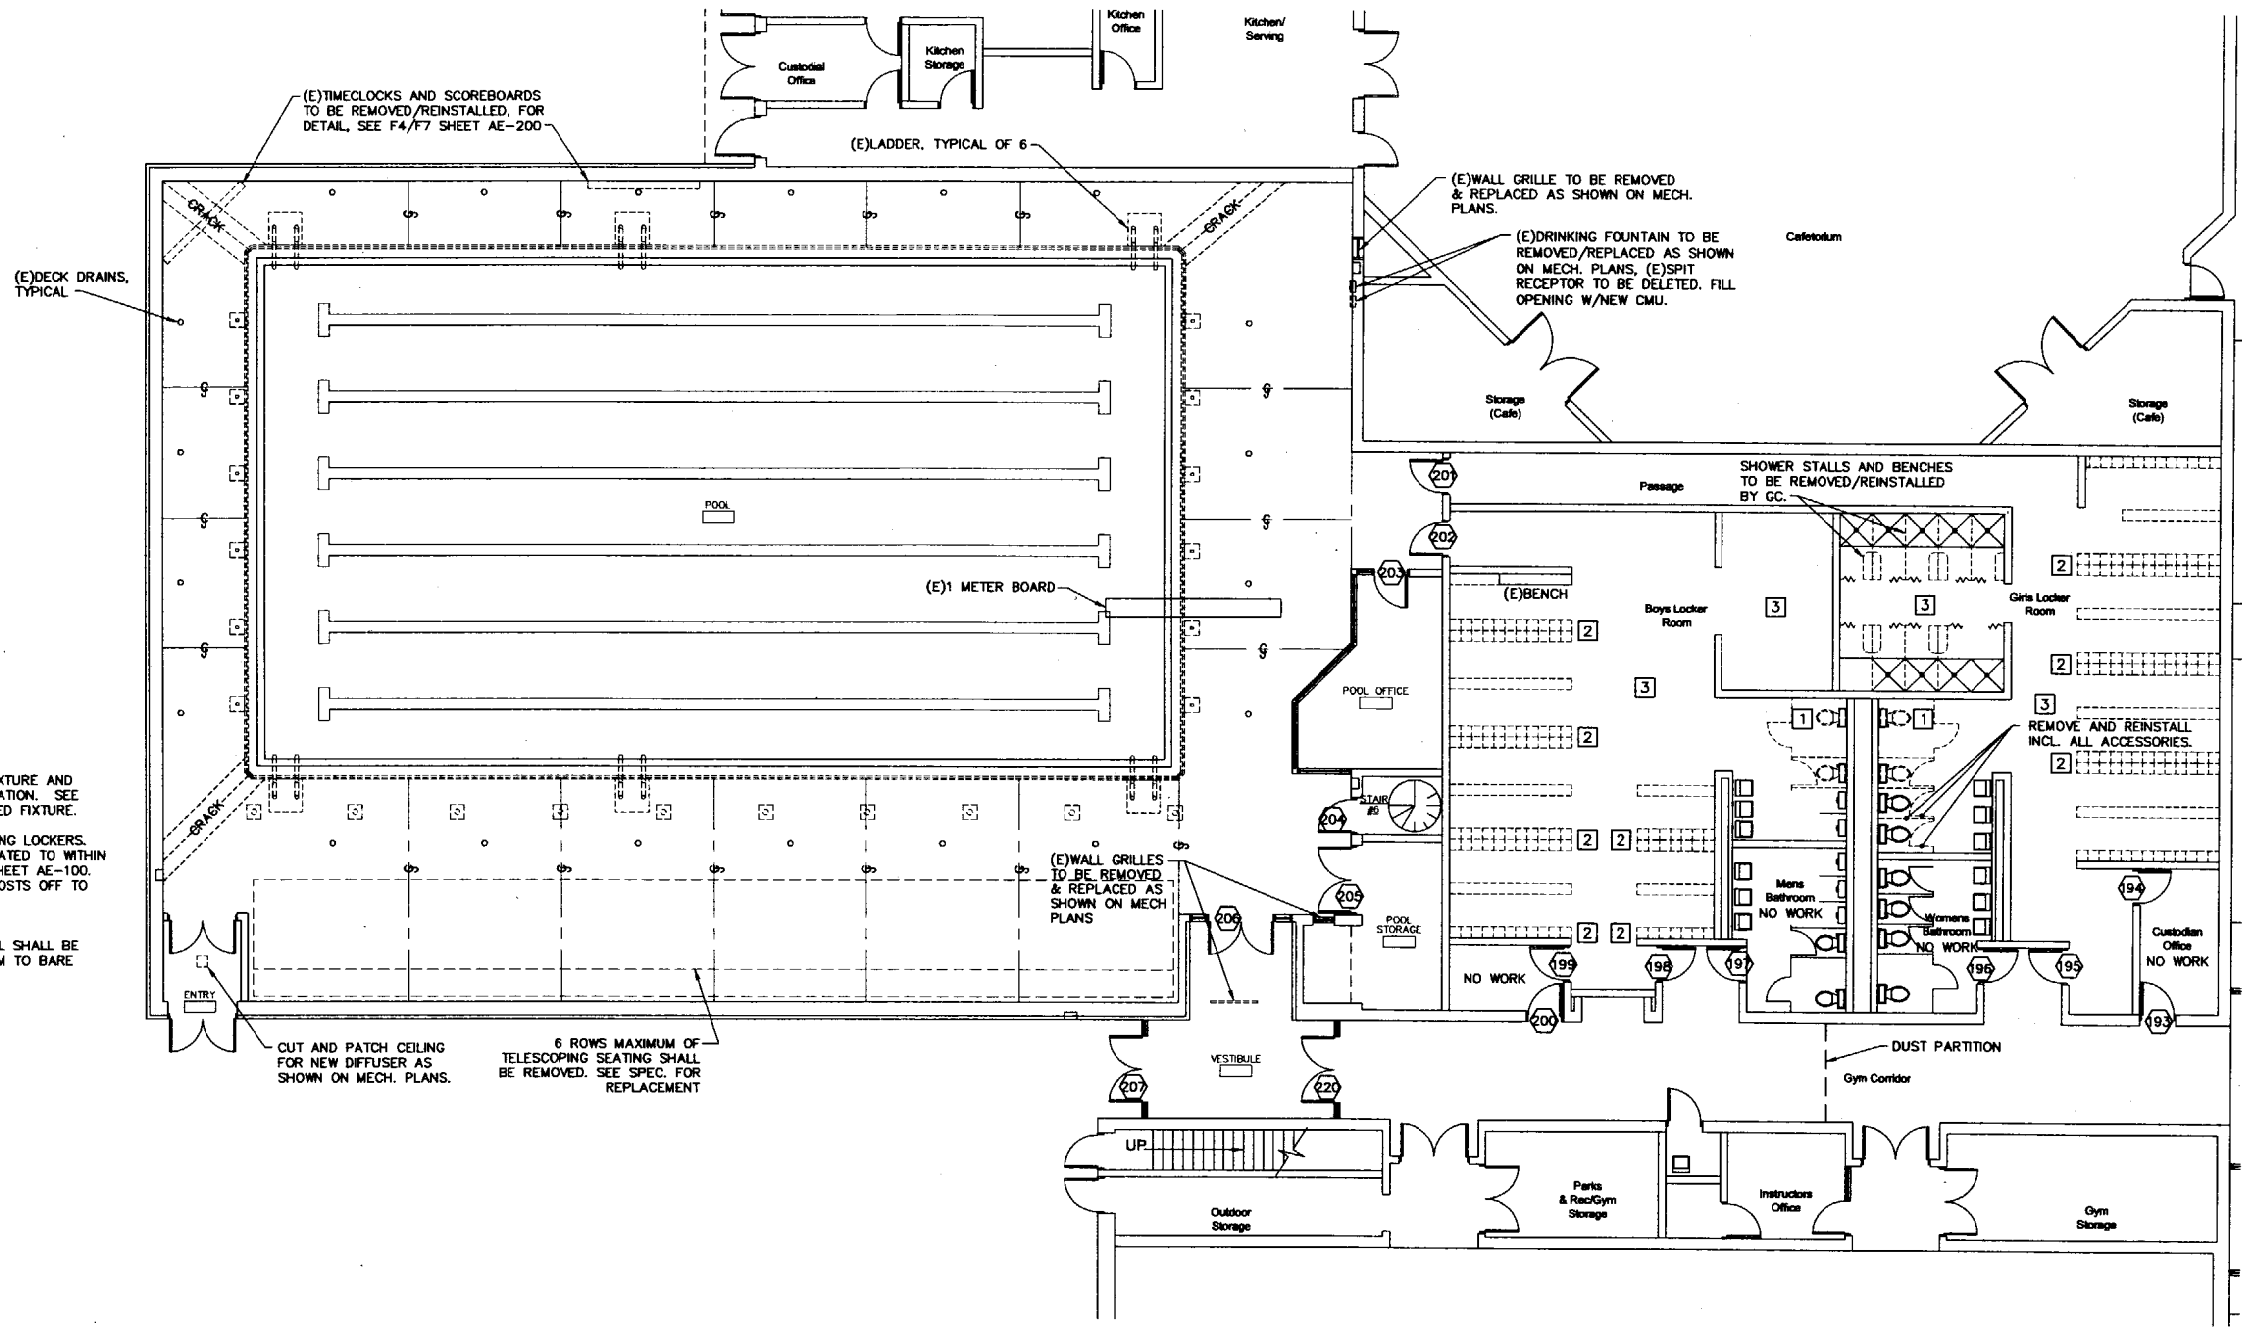 Kitchen
Office
Kitchen/
Serving
Custodial
Office
Kitchen
Storage
(E)TIMECLOCKS AND SCOREBOARDS
TO BE REMOVED/REINSTALLED, FOR
DETAIL, SEE F4/F7 SHEET AE-200
(E)LADDER, TYPICAL OF 6
(E)WALL GRILLE TO BE REMOVED
& REPLACED AS SHOWN ON MECH.
PLANS.
(E)DRINKING FOUNTAIN TO BE
REMOVED/REPLACED AS SHOWN
ON MECH. PLANS, (E)SPIT
RECEPTOR TO BE DELETED. FILL
OPENING W/NEW CMU.
Cafetorium
CRACK
CRACK
(E)DECK DRAINS,
TYPICAL
Storage
(Cafe)
Storage
(Cafe)
201
Passage
SHOWER STALLS AND BENCHES
TO BE REMOVED/REINSTALLED
BY GC.
POOL
202
203
(E)1 METER BOARD
(E)BENCH
Boys Locker
Room
3
3
Girls Locker
Room
2
2
2
3
POOL OFFICE
2
3
1
1
REMOVE AND REINSTALL
INCL. ALL ACCESSORIES.
2
2
XTURE AND
ATION. SEE
ED FIXTURE.
NG LOCKERS.
ATED TO WITHIN
HEET AE-100.
OSTS OFF TO
L SHALL BE
M TO BARE
CRACK
STAIR
#6
204
2
2
(E)WALL GRILLES
TO BE REMOVED
& REPLACED AS
SHOWN ON MECH
PLANS
205
206
POOL
STORAGE
2
2
Mens
Bathroom
NO WORK
Womens
Bathroom
NO WORK
194
Custodian
Office
NO WORK
NO WORK
199
198
197
196
195
200
193
ENTRY
CUT AND PATCH CEILING
FOR NEW DIFFUSER AS
SHOWN ON MECH. PLANS.
6 ROWS MAXIMUM OF
TELESCOPING SEATING SHALL
BE REMOVED. SEE SPEC. FOR
REPLACEMENT
VESTIBULE
207
220
DUST PARTITION
Gym Corridor
UP
Outdoor
Storage
Parks
& Rec/Gym
Storage
Instructors
Office
Gym
Storage